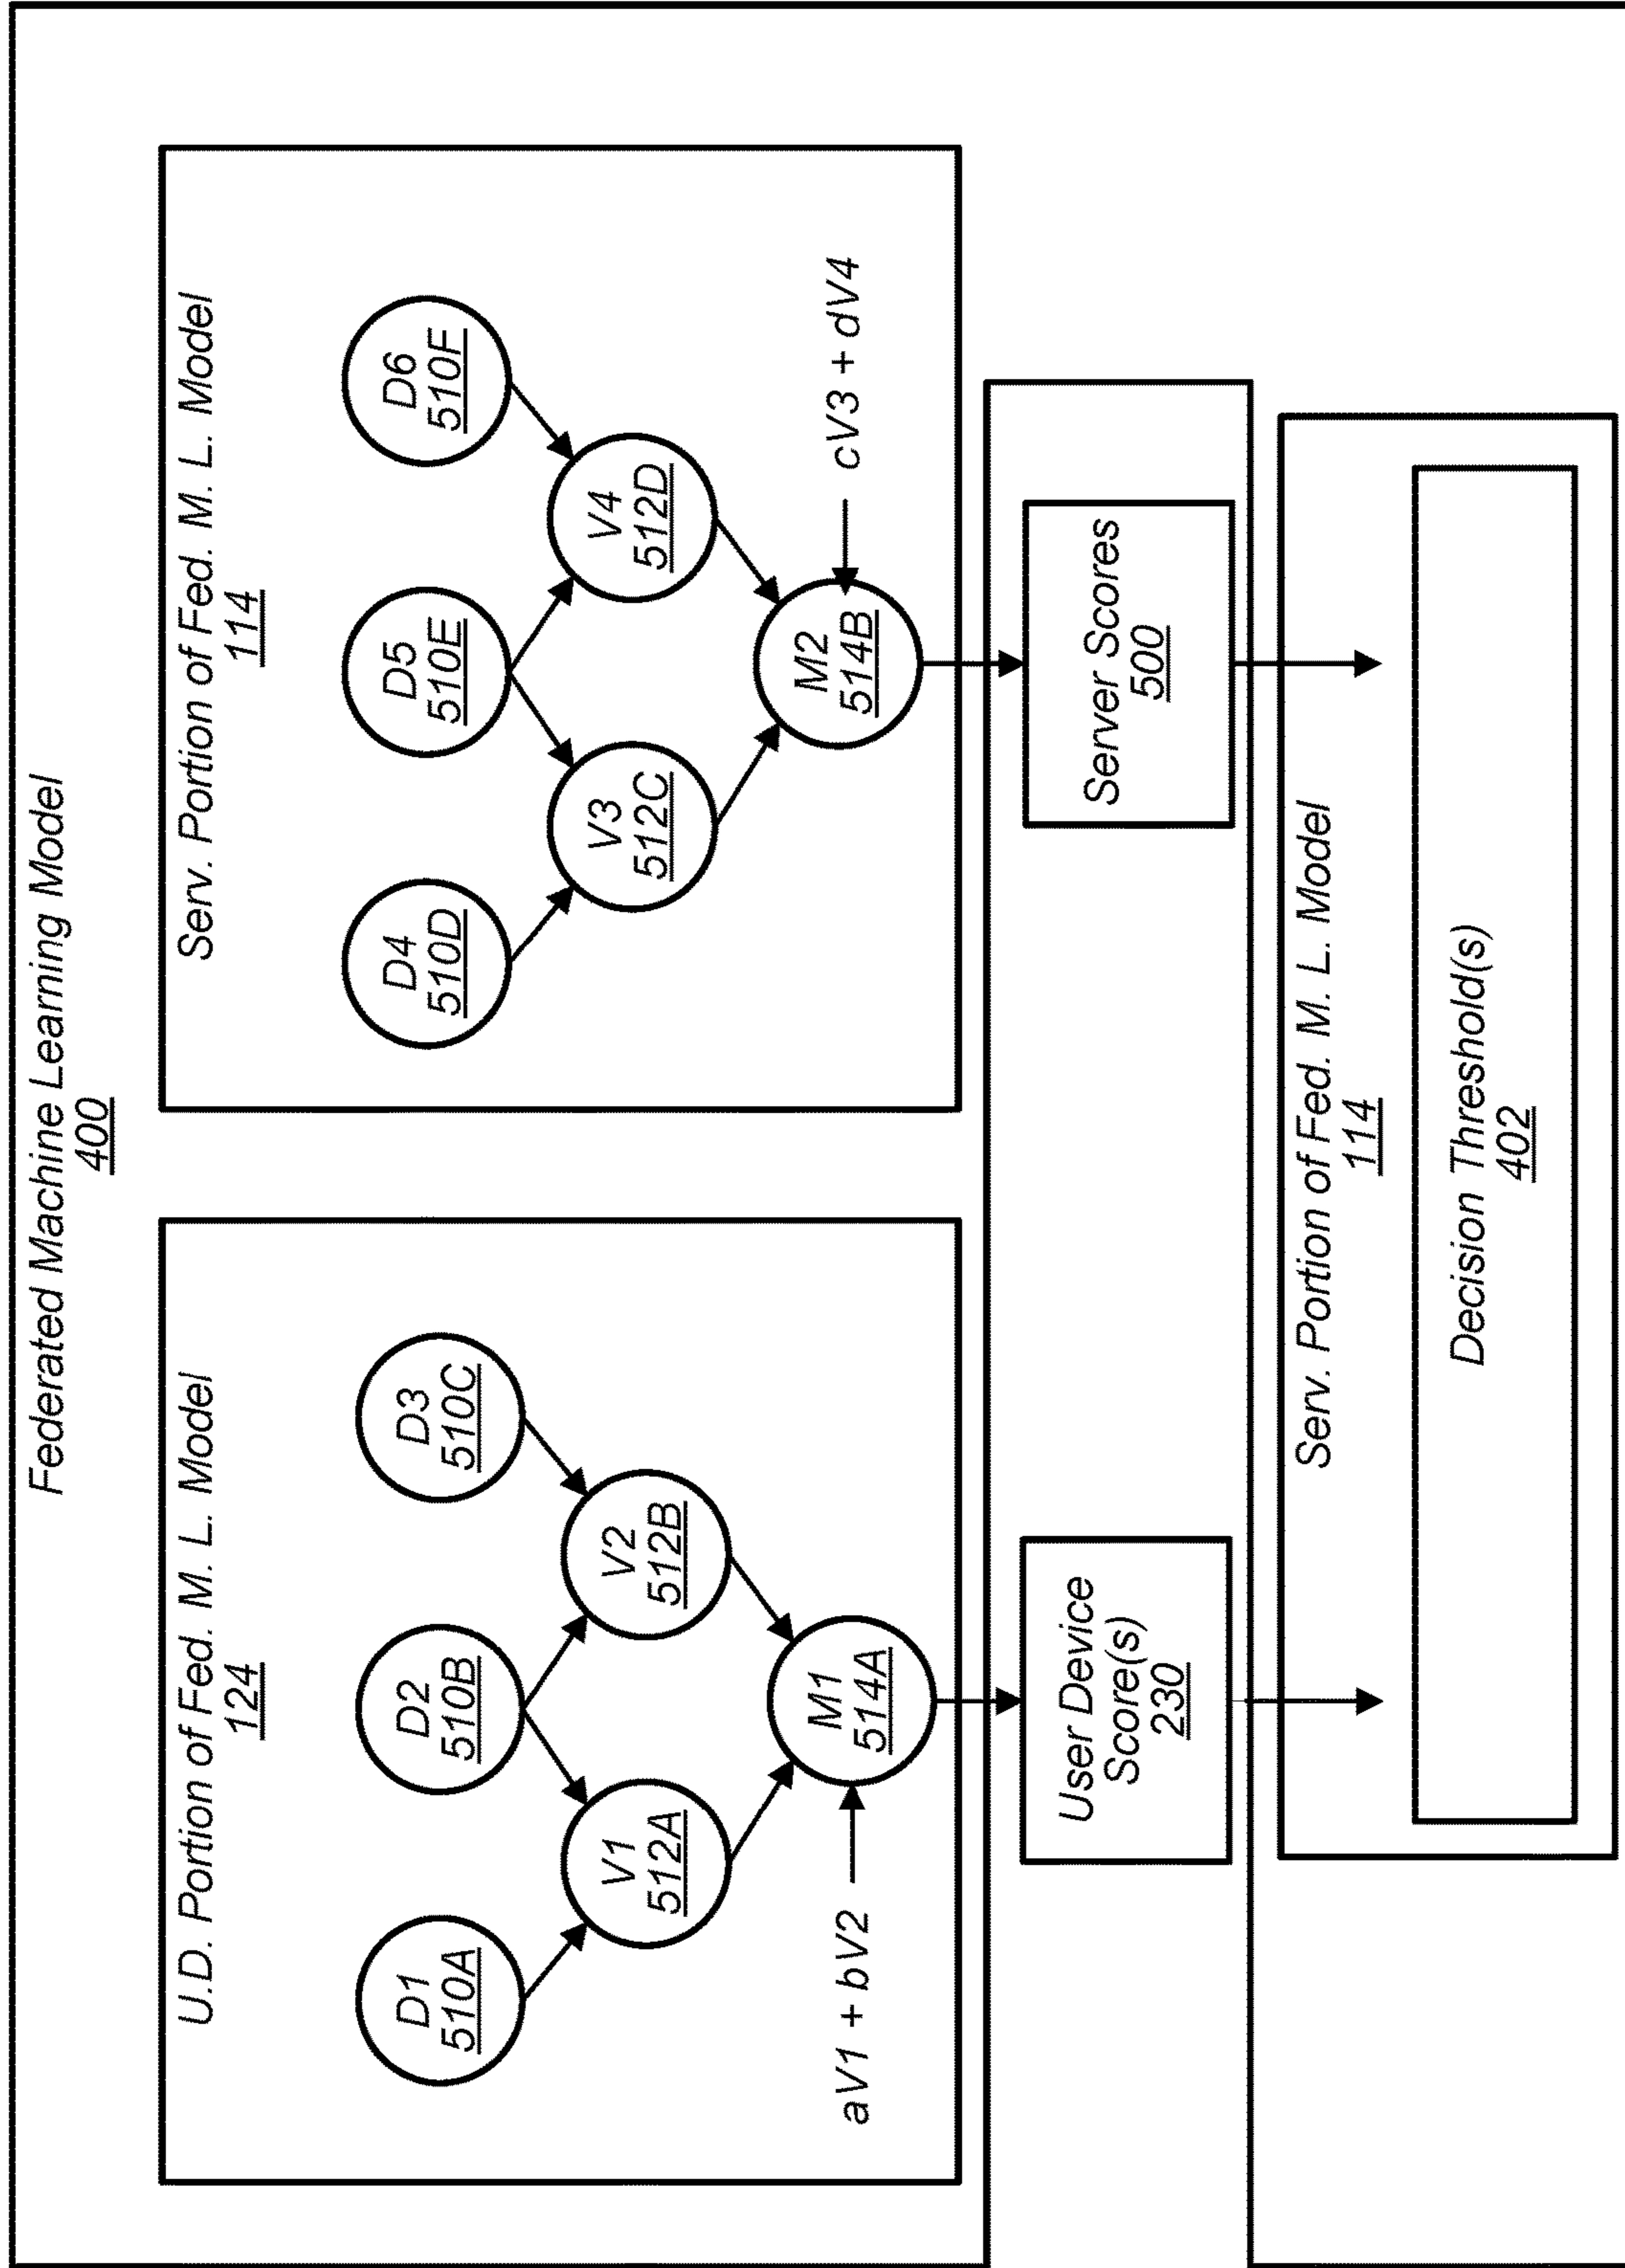 Federated Machine Learning Model
400
U.D. Portion of Fed. M. L. Model
124
D1
510A
D2
510B
D3
510C
V1
512A
V2
512B
aV1 + bV2
M1
514A
Serv. Portion of Fed. M. L. Model
114
D4
510D
D5
510E
D6
510F
V3
512C
V4
512D
M2
514B
cV3 + dV4
User Device
Score(s)
230
Server Scores
500
Serv. Portion of Fed. M. L. Model
114
Decision Threshold(s)
402